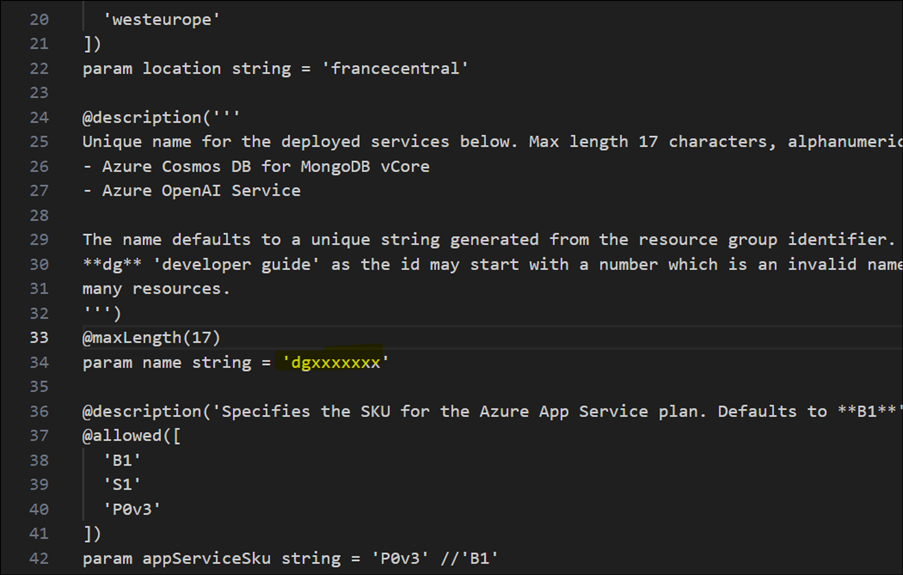 20 'westeurope'
21 ])
22 param location string = 'francecentral'
23
24 @description('''
25 Unique name for the deployed services below. Max length 17 characters, alphanumeric
26 - Azure Cosmos DB for MongoDB vCore
27 - Azure OpenAI Service
28
29 The name defaults to a unique string generated from the resource group identifier.
30 **dg** 'developer guide' as the id may start with a number which is an invalid name
31 many resources.
32 ''')
33 @maxLength(17)
34 param name string = 'dgxxxxxxx'
35
36 @description('Specifies the SKU for the Azure App Service plan. Defaults to **B1**'
37 @allowed([
38 'B1'
39 'S1'
40 'P0v3'
41 ])
42 param appServiceSku string = 'P0v3' //'B1'